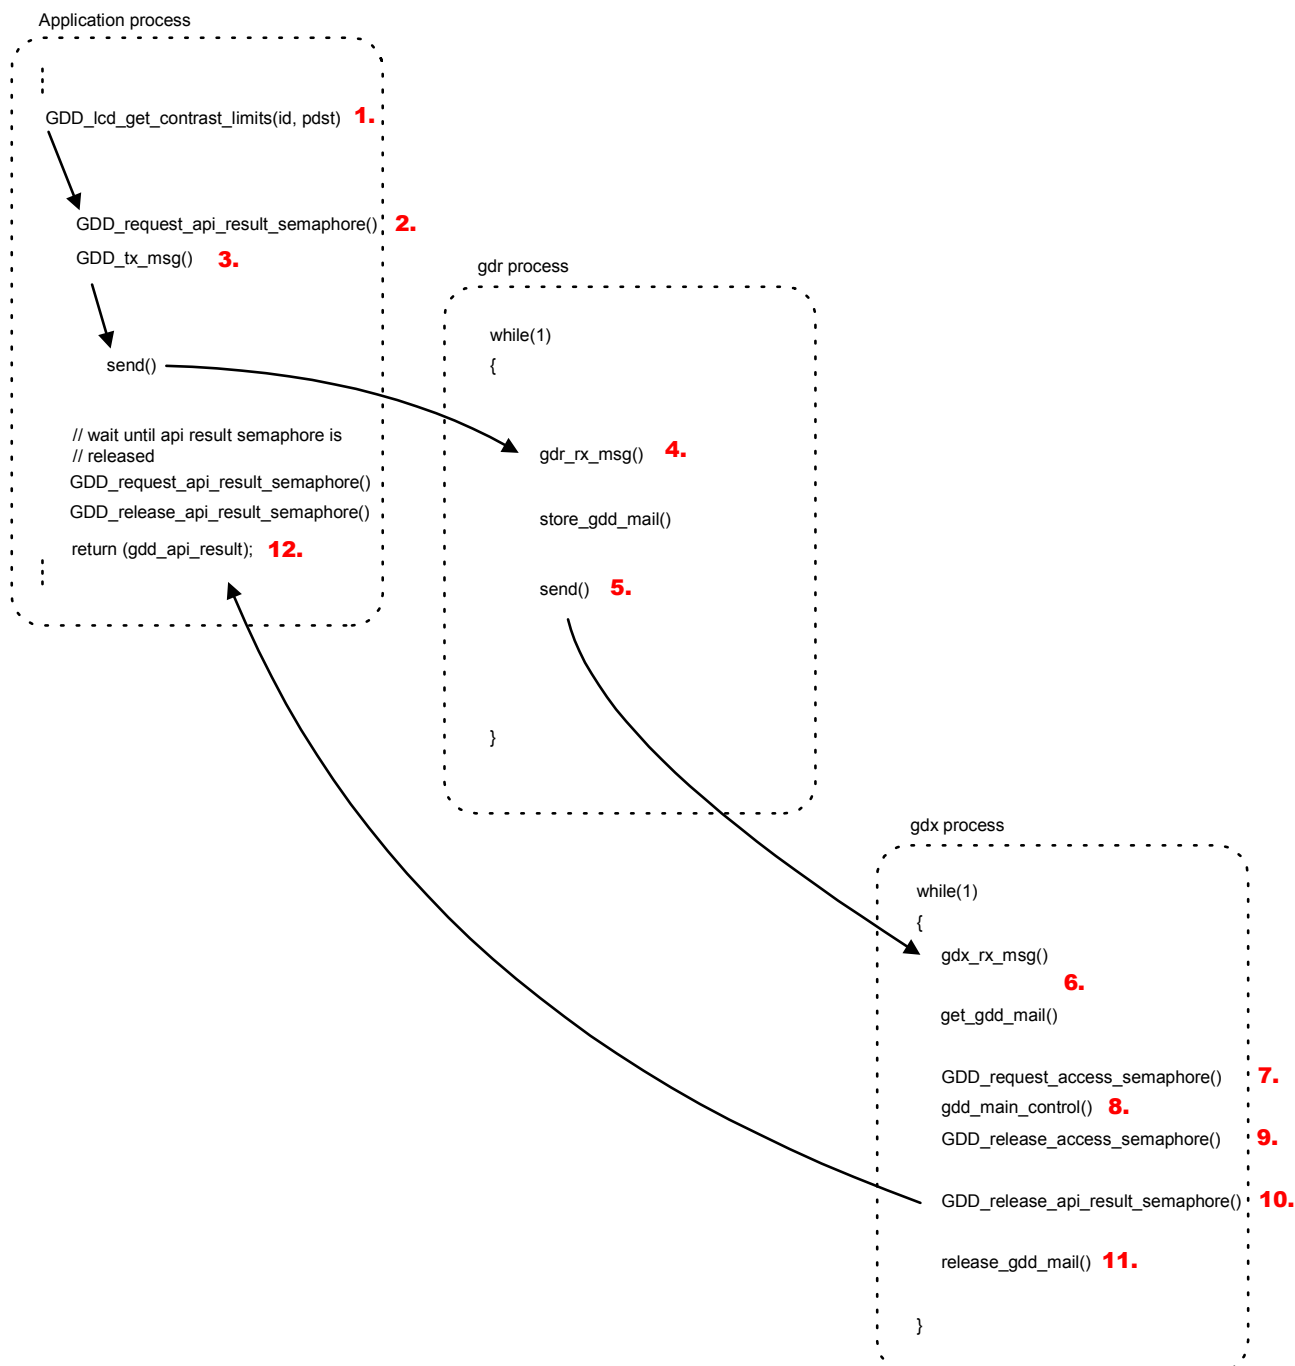 Application process
GDD_lcd_get_contrast_limits(id, pdst) 1.
GDD_request_api_result_semaphore() 2.
GDD_tx_msg() 3.
send()
// wait until api result semaphore is
// released
GDD_request_api_result_semaphore()
GDD_release_api_result_semaphore()
return (gdd_api_result); 12.
gdr process
while(1)
{
gdr_rx_msg() 4.
store_gdd_mail()
send() 5.
}
gdx process
while(1)
{
gdx_rx_msg()
6.
get_gdd_mail()
GDD_request_access_semaphore() 7.
gdd_main_control() 8.
GDD_release_access_semaphore() 9.
GDD_release_api_result_semaphore() 10.
release_gdd_mail() 11.
}